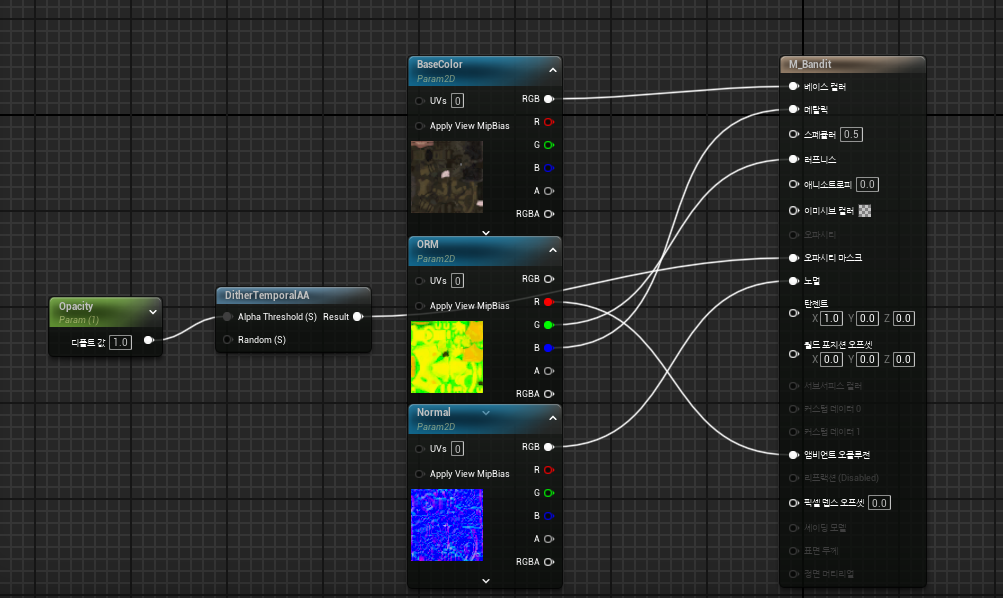 Opacity
Param (1)
디폴트 값 1.0
DitherTemporalAA
Alpha Threshold (S) Result
Random (S)
BaseColor
Param2D
UVs 0 RGB
R
Apply View MipBias
G
B
A
RGBA
ORM
Param2D
UVs 0 RGB
R
Apply View MipBias
G
B
A
RGBA
Normal
Param2D
UVs 0 RGB
R
Apply View MipBias
G
B
A
RGBA
M_Bandit
베이스 컬러
메탈릭
스페큘러 0.5
러프니스
애니소트로피 0.0
이미시브 컬러
오파시티
오파시티 마스크
노멀
탄젠트
X 1.0 Y 0.0 Z 0.0
월드 포지션 오프셋
X 0.0 Y 0.0 Z 0.0
서브서피스 컬러
커스텀 데이터 0
커스텀 데이터 1
앰비언트 오클루전
리프랙션 (Disabled)
픽셀 뎁스 오프셋 0.0
셰이딩 모델
표면 두께
정면 머티리얼